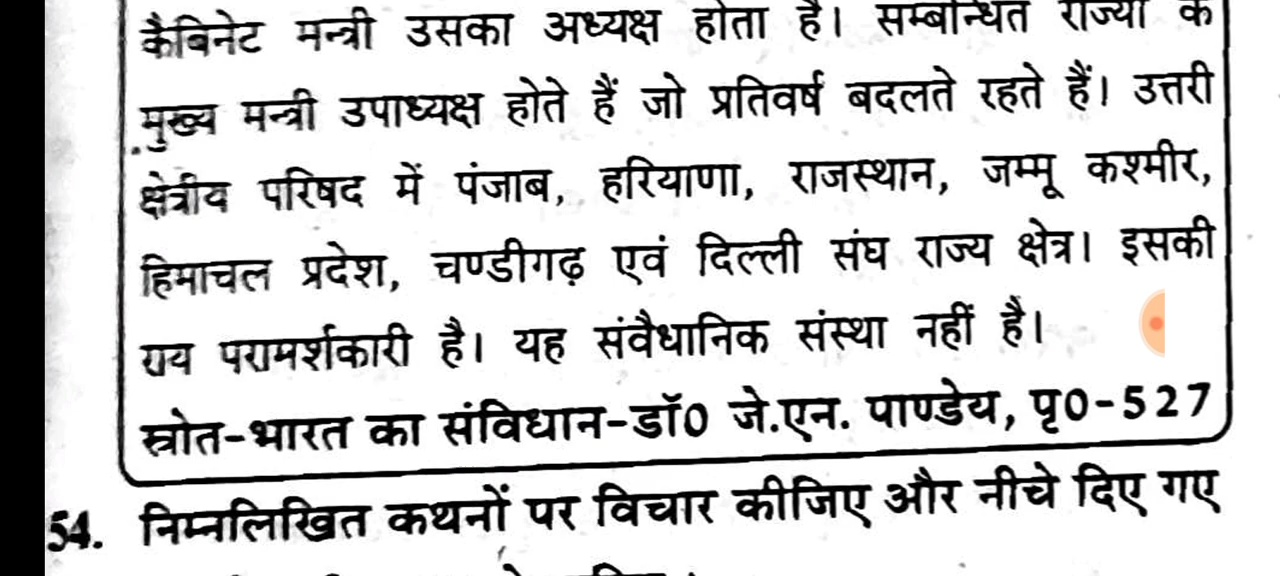 कैबिनेट मन्त्री उसका अध्यक्ष होता है। सम्बन्धित राज्यों के
मुख्य मन्त्री उपाध्यक्ष होते हैं जो प्रतिवर्ष बदलते रहते हैं। उत्तरी
क्षेत्रीय परिषद में पंजाब, हरियाणा, राजस्थान, जम्मू कश्मीर,
हिमाचल प्रदेश, चण्डीगढ़ एवं दिल्ली संघ राज्य क्षेत्र। इसकी
राय परामर्शकारी है। यह संवैधानिक संस्था नहीं है।
स्रोत-भारत का संविधान-डॉ0 जे.एन. पाण्डेय, पृ0-527
54. निम्नलिखित कथनों पर विचार कीजिए और नीचे दिए गए